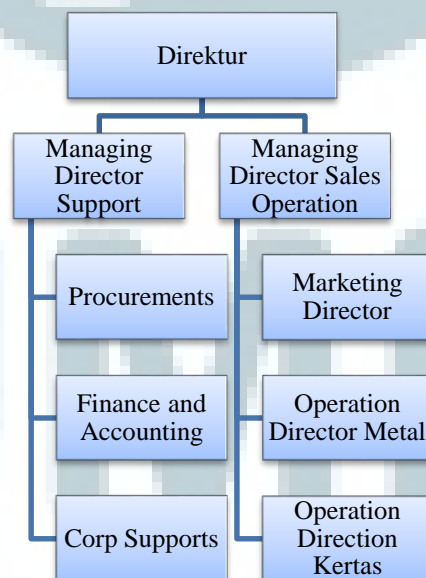 Direktur
Managing
Director
Support
Managing
Director Sales
Operation
Procurements
Marketing
Director
Finance and
Accounting
Operation
Director Metal
Corp Supports
Operation
Direction
Kertas